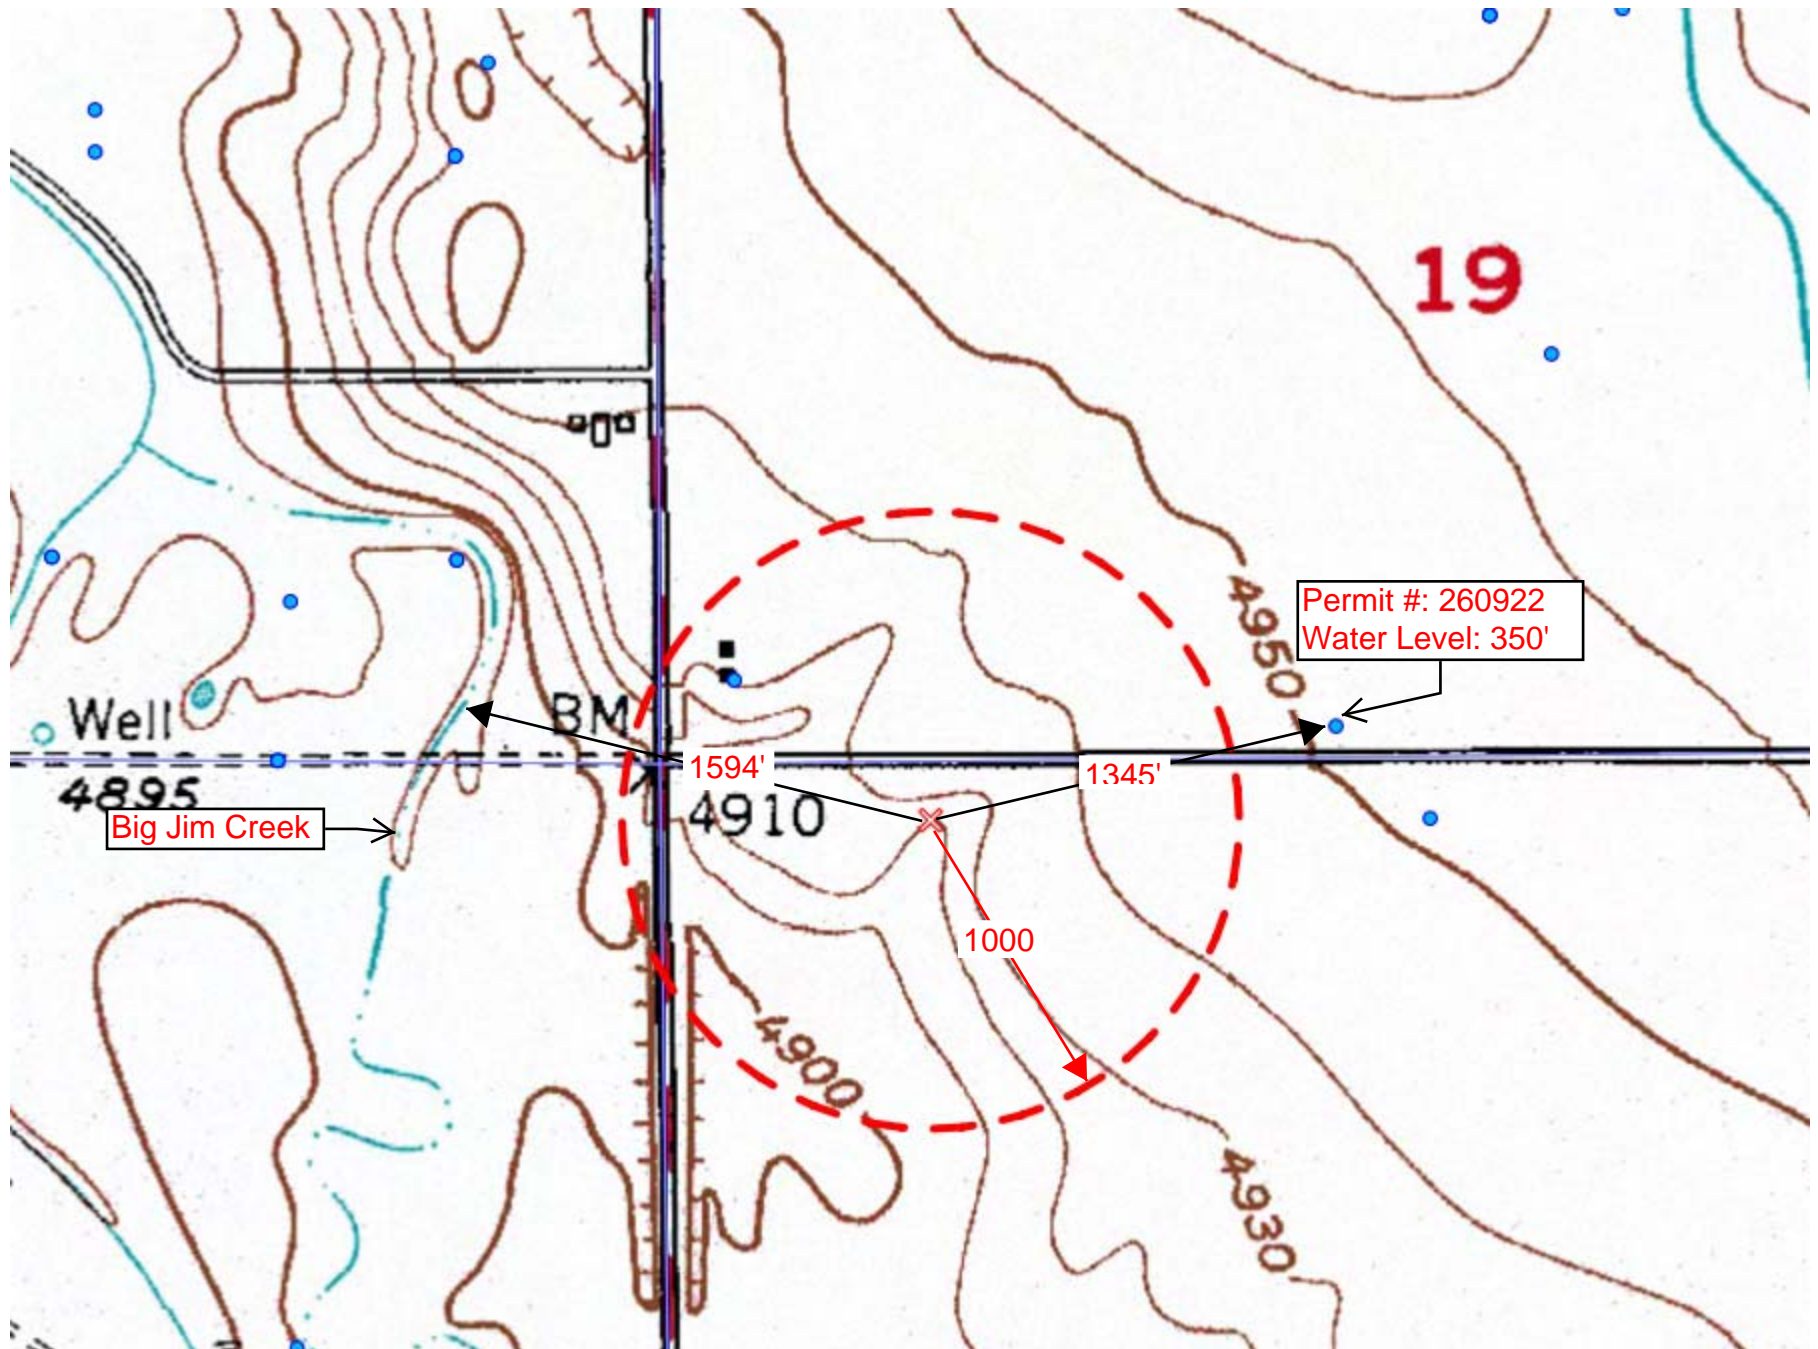 19
4950
Permit #: 260922
Water Level: 350'
Well
BM
1594'
1345'
4895
4910
Big Jim Creek
1000
4900
4930